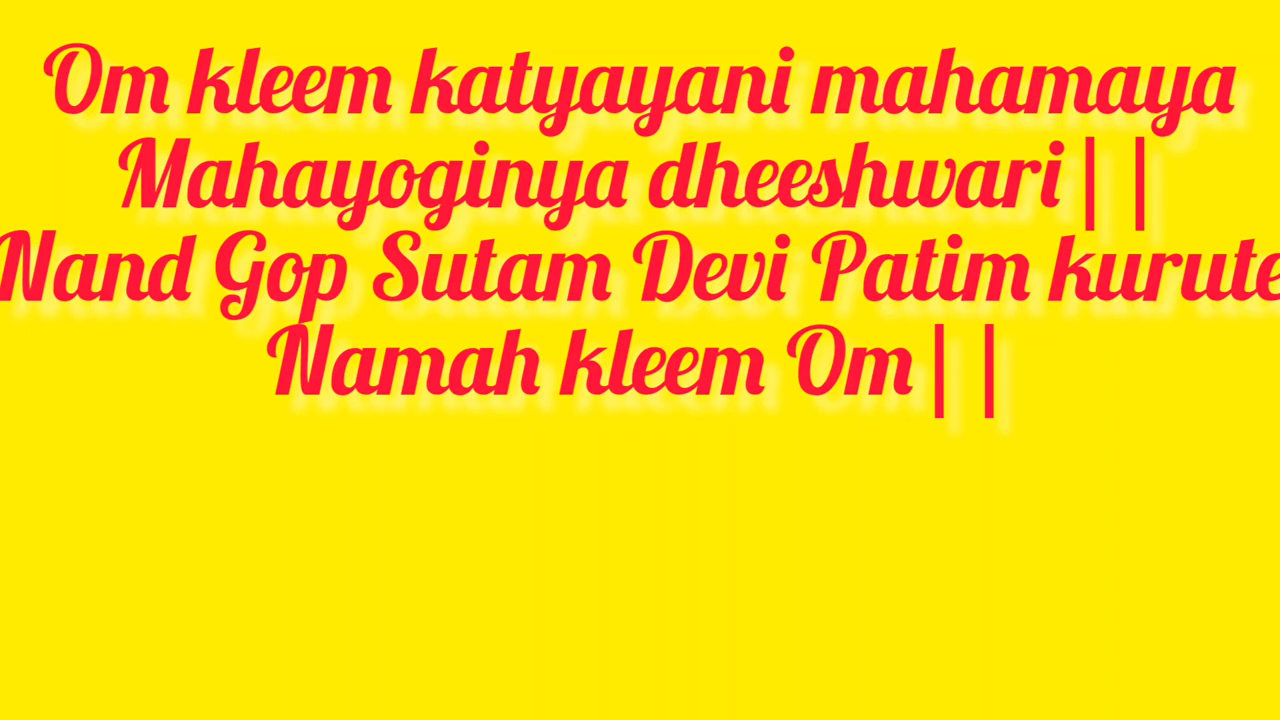 Om kleem katyayani mahamaya
Mahayoginya dheeshwari||
Nand Gop Sutam Devi Patim kurute
Namah kleem Om||